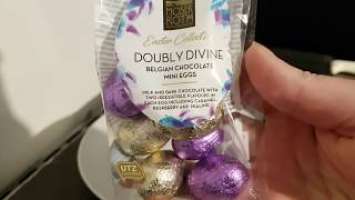 Easter Collection
DOUBLY DIVINE
BELGIAN CHOCOLATE
MINI EGGS
MILK AND DARK CHOCOLATE WITH
TWO IRRESISTIBLE FLAVOURS IN
EACH EGG INCLUDING CARAMEL,
RASPBERRY AND PRALINE
UTZ